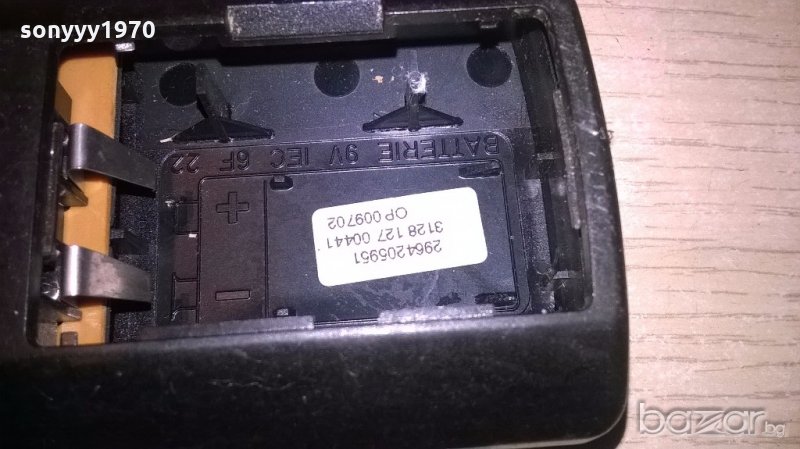 sonyyy1970
BATTERIE 9V IEC 6F 22
+
-
2964205951
3128 127 00441
OP 009702
bazar.bg